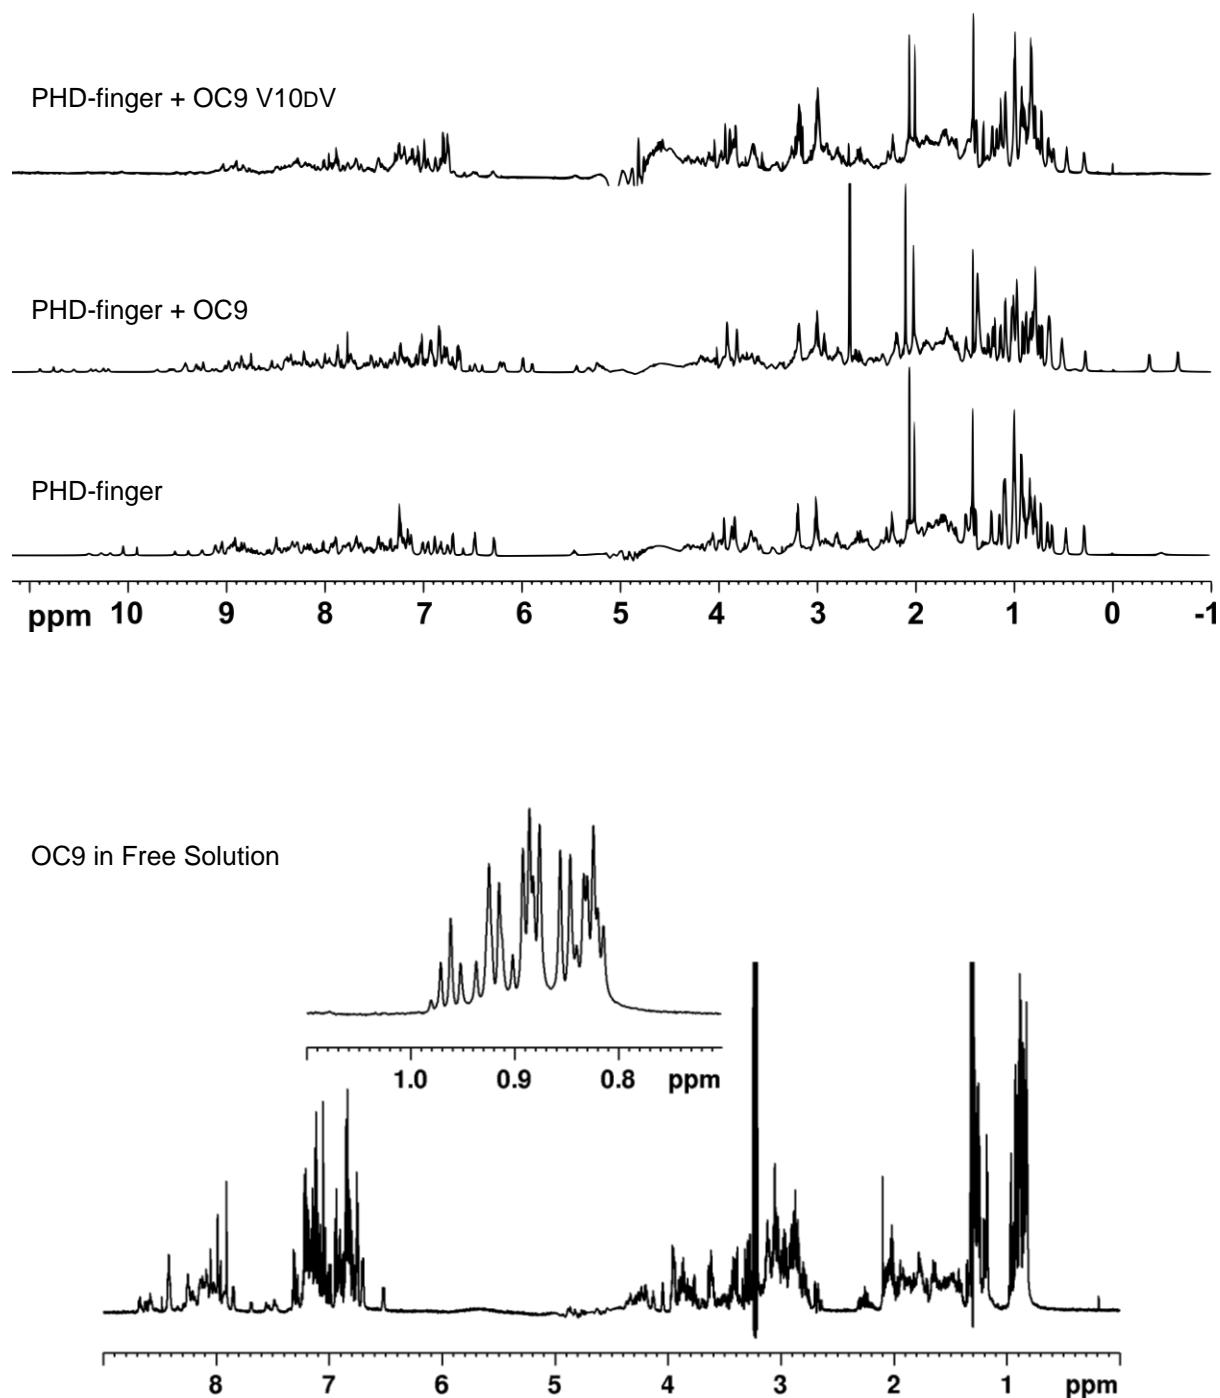 PHD-finger + OC9 V10DV
PHD-finger + OC9
PHD-finger
ppm 10 9 8 7 6 5 4 3 2 1 0 -1
OC9 in Free Solution
1.0 0.9 0.8 ppm
8 7 6 5 4 3 2 1 ppm